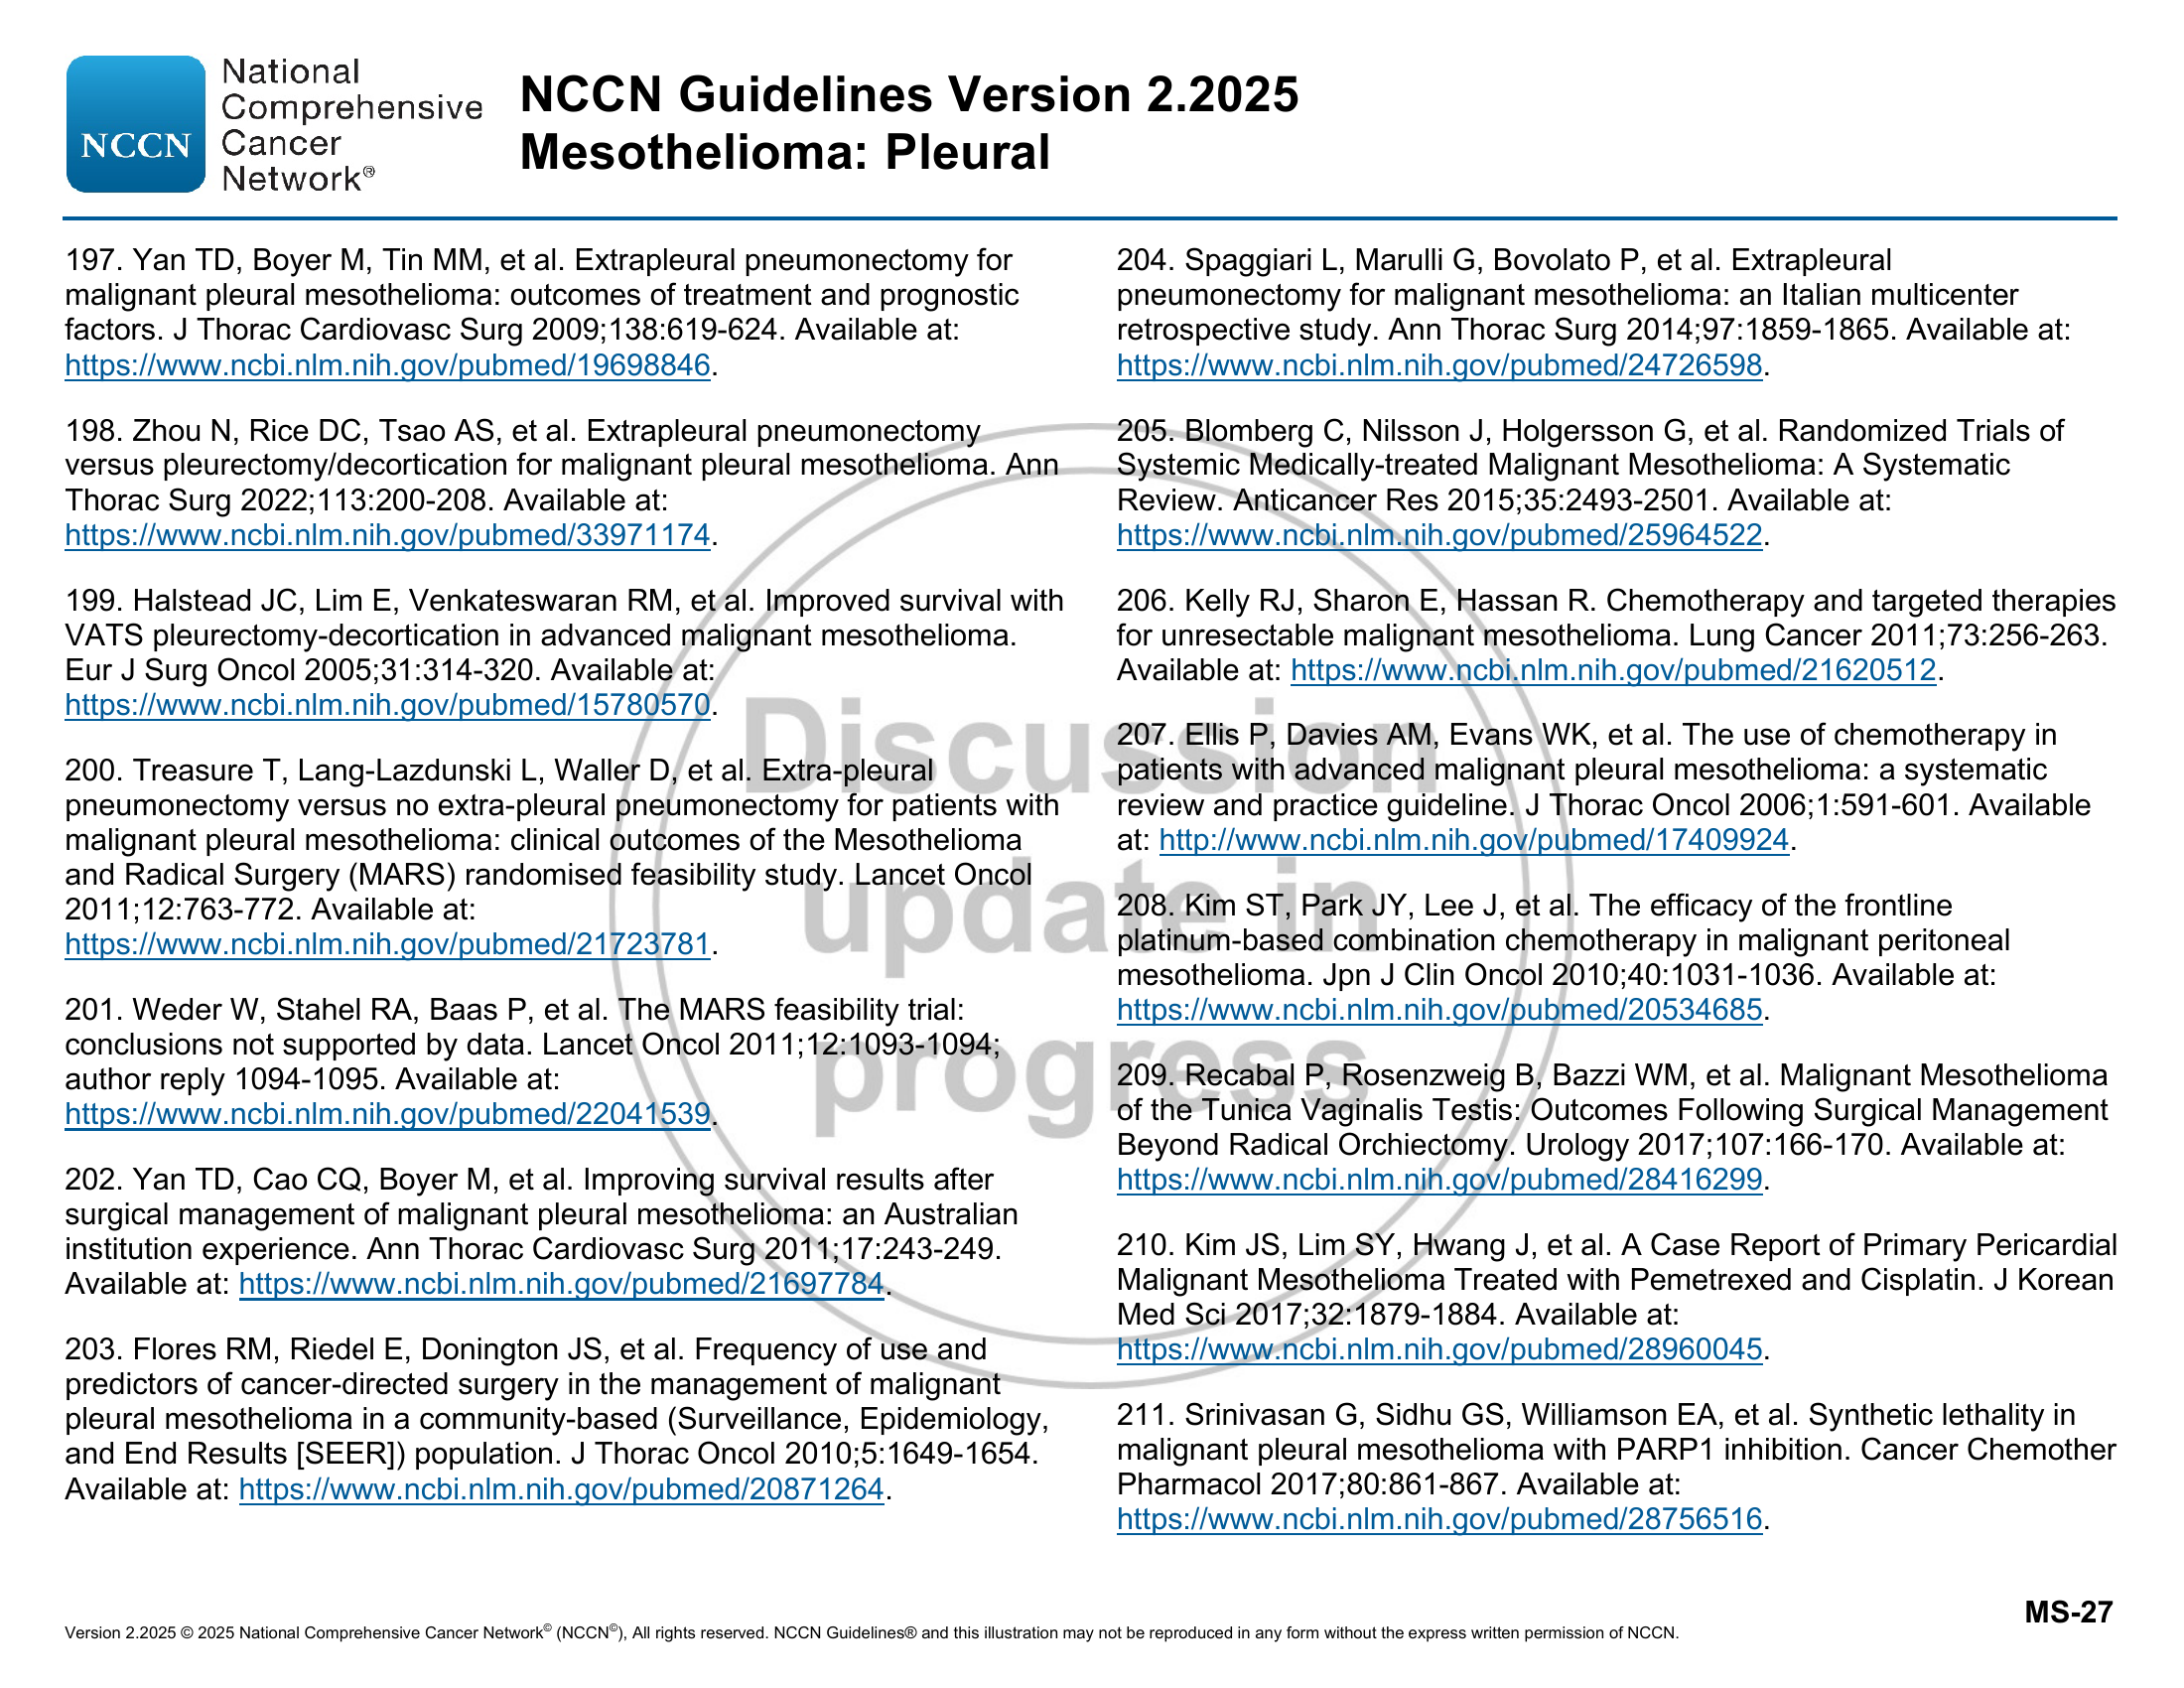 National
Comprehensive
NCCN Cancer
Network®
NCCN Guidelines Version 2.2025
Mesothelioma: Pleural
197. Yan TD, Boyer M, Tin MM, et al. Extrapleural pneumonectomy for
malignant pleural mesothelioma: outcomes of treatment and prognostic
factors. J Thorac Cardiovasc Surg 2009;138:619-624. Available at:
https://www.ncbi.nlm.nih.gov/pubmed/19698846.
198. Zhou N, Rice DC, Tsao AS, et al. Extrapleural pneumonectomy
versus pleurectomy/decortication for malignant pleural mesothelioma. Ann
Thorac Surg 2022;113:200-208. Available at:
https://www.ncbi.nlm.nih.gov/pubmed/33971174.
199. Halstead JC, Lim E, Venkateswaran RM, et al. Improved survival with
VATS pleurectomy-decortication in advanced malignant mesothelioma.
Eur J Surg Oncol 2005;31:314-320. Available at:
https://www.ncbi.nlm.nih.gov/pubmed/15780570.
200. Treasure T, Lang-Lazdunski L, Waller D, et al. Extra-pleural
pneumonectomy versus no extra-pleural pneumonectomy for patients with
malignant pleural mesothelioma: clinical outcomes of the Mesothelioma
and Radical Surgery (MARS) randomised feasibility study. Lancet Oncol
2011;12:763-772. Available at:
https://www.ncbi.nlm.nih.gov/pubmed/21723781.
201. Weder W, Stahel RA, Baas P, et al. The MARS feasibility trial:
conclusions not supported by data. Lancet Oncol 2011;12:1093-1094;
author reply 1094-1095. Available at:
https://www.ncbi.nlm.nih.gov/pubmed/22041539.
202. Yan TD, Cao CQ, Boyer M, et al. Improving survival results after
surgical management of malignant pleural mesothelioma: an Australian
institution experience. Ann Thorac Cardiovasc Surg 2011;17:243-249.
Available at: https://www.ncbi.nlm.nih.gov/pubmed/21697784.
203. Flores RM, Riedel E, Donington JS, et al. Frequency of use and
predictors of cancer-directed surgery in the management of malignant
pleural mesothelioma in a community-based (Surveillance, Epidemiology,
and End Results [SEER]) population. J Thorac Oncol 2010;5:1649-1654.
Available at: https://www.ncbi.nlm.nih.gov/pubmed/20871264.
204. Spaggiari L, Marulli G, Bovolato P, et al. Extrapleural
pneumonectomy for malignant mesothelioma: an Italian multicenter
retrospective study. Ann Thorac Surg 2014;97:1859-1865. Available at:
https://www.ncbi.nlm.nih.gov/pubmed/24726598.
205. Blomberg C, Nilsson J, Holgersson G, et al. Randomized Trials of
Systemic Medically-treated Malignant Mesothelioma: A Systematic
Review. Anticancer Res 2015;35:2493-2501. Available at:
https://www.ncbi.nlm.nih.gov/pubmed/25964522.
206. Kelly RJ, Sharon E, Hassan R. Chemotherapy and targeted therapies
for unresectable malignant mesothelioma. Lung Cancer 2011;73:256-263.
Available at: https://www.ncbi.nlm.nih.gov/pubmed/21620512.
207. Ellis P, Davies AM, Evans WK, et al. The use of chemotherapy in
patients with advanced malignant pleural mesothelioma: a systematic
review and practice guideline. J Thorac Oncol 2006;1:591-601. Available
at: http://www.ncbi.nlm.nih.gov/pubmed/17409924.
208. Kim ST, Park JY, Lee J, et al. The efficacy of the frontline
platinum-based combination chemotherapy in malignant peritoneal
mesothelioma. Jpn J Clin Oncol 2010;40:1031-1036. Available at:
https://www.ncbi.nlm.nih.gov/pubmed/20534685.
209. Recabal P, Rosenzweig B, Bazzi WM, et al. Malignant Mesothelioma
of the Tunica Vaginalis Testis: Outcomes Following Surgical Management
Beyond Radical Orchiectomy. Urology 2017;107:166-170. Available at:
https://www.ncbi.nlm.nih.gov/pubmed/28416299.
210. Kim JS, Lim SY, Hwang J, et al. A Case Report of Primary Pericardial
Malignant Mesothelioma Treated with Pemetrexed and Cisplatin. J Korean
Med Sci 2017;32:1879-1884. Available at:
https://www.ncbi.nlm.nih.gov/pubmed/28960045.
211. Srinivasan G, Sidhu GS, Williamson EA, et al. Synthetic lethality in
malignant pleural mesothelioma with PARP1 inhibition. Cancer Chemother
Pharmacol 2017;80:861-867. Available at:
https://www.ncbi.nlm.nih.gov/pubmed/28756516.
Discussion
update in
progress
MS-27
Version 2.2025 © 2025 National Comprehensive Cancer Network© (NCCN©), All rights reserved. NCCN Guidelines® and this illustration may not be reproduced in any form without the express written permission of NCCN.